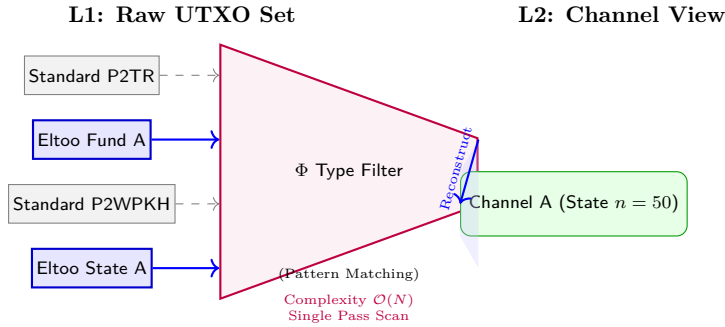 L1: Raw UTXO Set
L2: Channel View
Standard P2TR
Eltoo Fund A
Standard P2WPKH
Eltoo State A
Φ Type Filter
Reconstruct
Channel A (State n = 50)
(Pattern Matching)
Complexity O(N)
Single Pass Scan